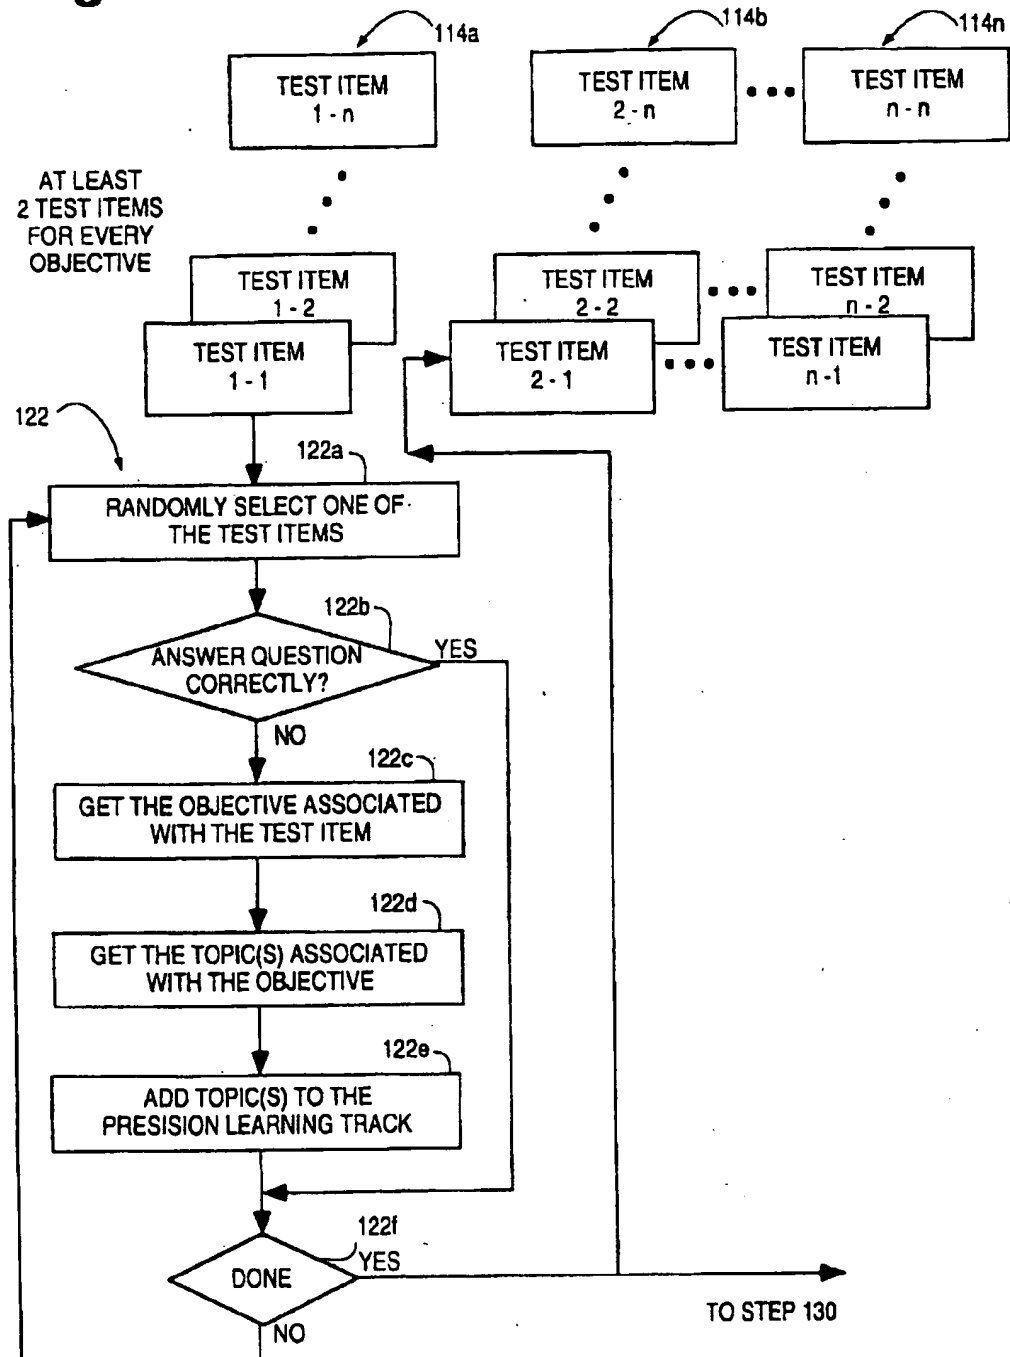 114a
114b
114n
TEST ITEM
1 - n
TEST ITEM
2 - n
TEST ITEM
n - n
AT LEAST
2 TEST ITEMS
FOR EVERY
OBJECTIVE
TEST ITEM
1 - 2
TEST ITEM
2 - 2
TEST ITEM
n - 2
TEST ITEM
1 - 1
TEST ITEM
2 - 1
TEST ITEM
n - 1
122
122a
RANDOMLY SELECT ONE OF
THE TEST ITEMS
122b
ANSWER QUESTION
CORRECTLY?
YES
NO
122c
GET THE OBJECTIVE ASSOCIATED
WITH THE TEST ITEM
122d
GET THE TOPIC(S) ASSOCIATED
WITH THE OBJECTIVE
122e
ADD TOPIC(S) TO THE
PRESISION LEARNING TRACK
122f
DONE
YES
TO STEP 130
NO